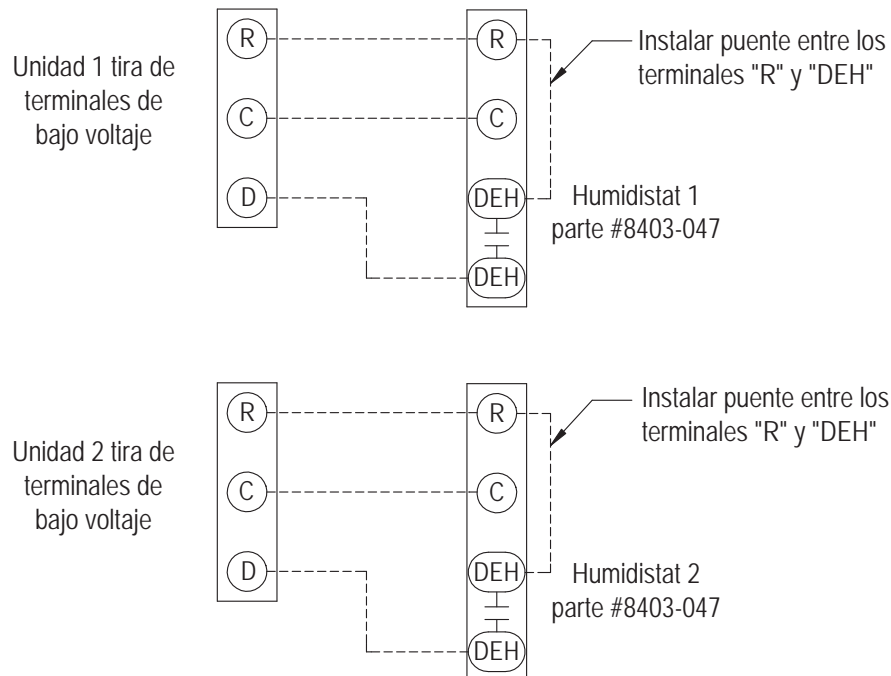 Unidad 1 tira de
terminales de
bajo voltaje
R
C
D
R
C
DEH
DEH
Instalar puente entre los
terminales "R" y "DEH"
Humidistat 1
parte #8403-047
Unidad 2 tira de
terminales de
bajo voltaje
R
C
D
R
C
DEH
DEH
Instalar puente entre los
terminales "R" y "DEH"
Humidistat 2
parte #8403-047